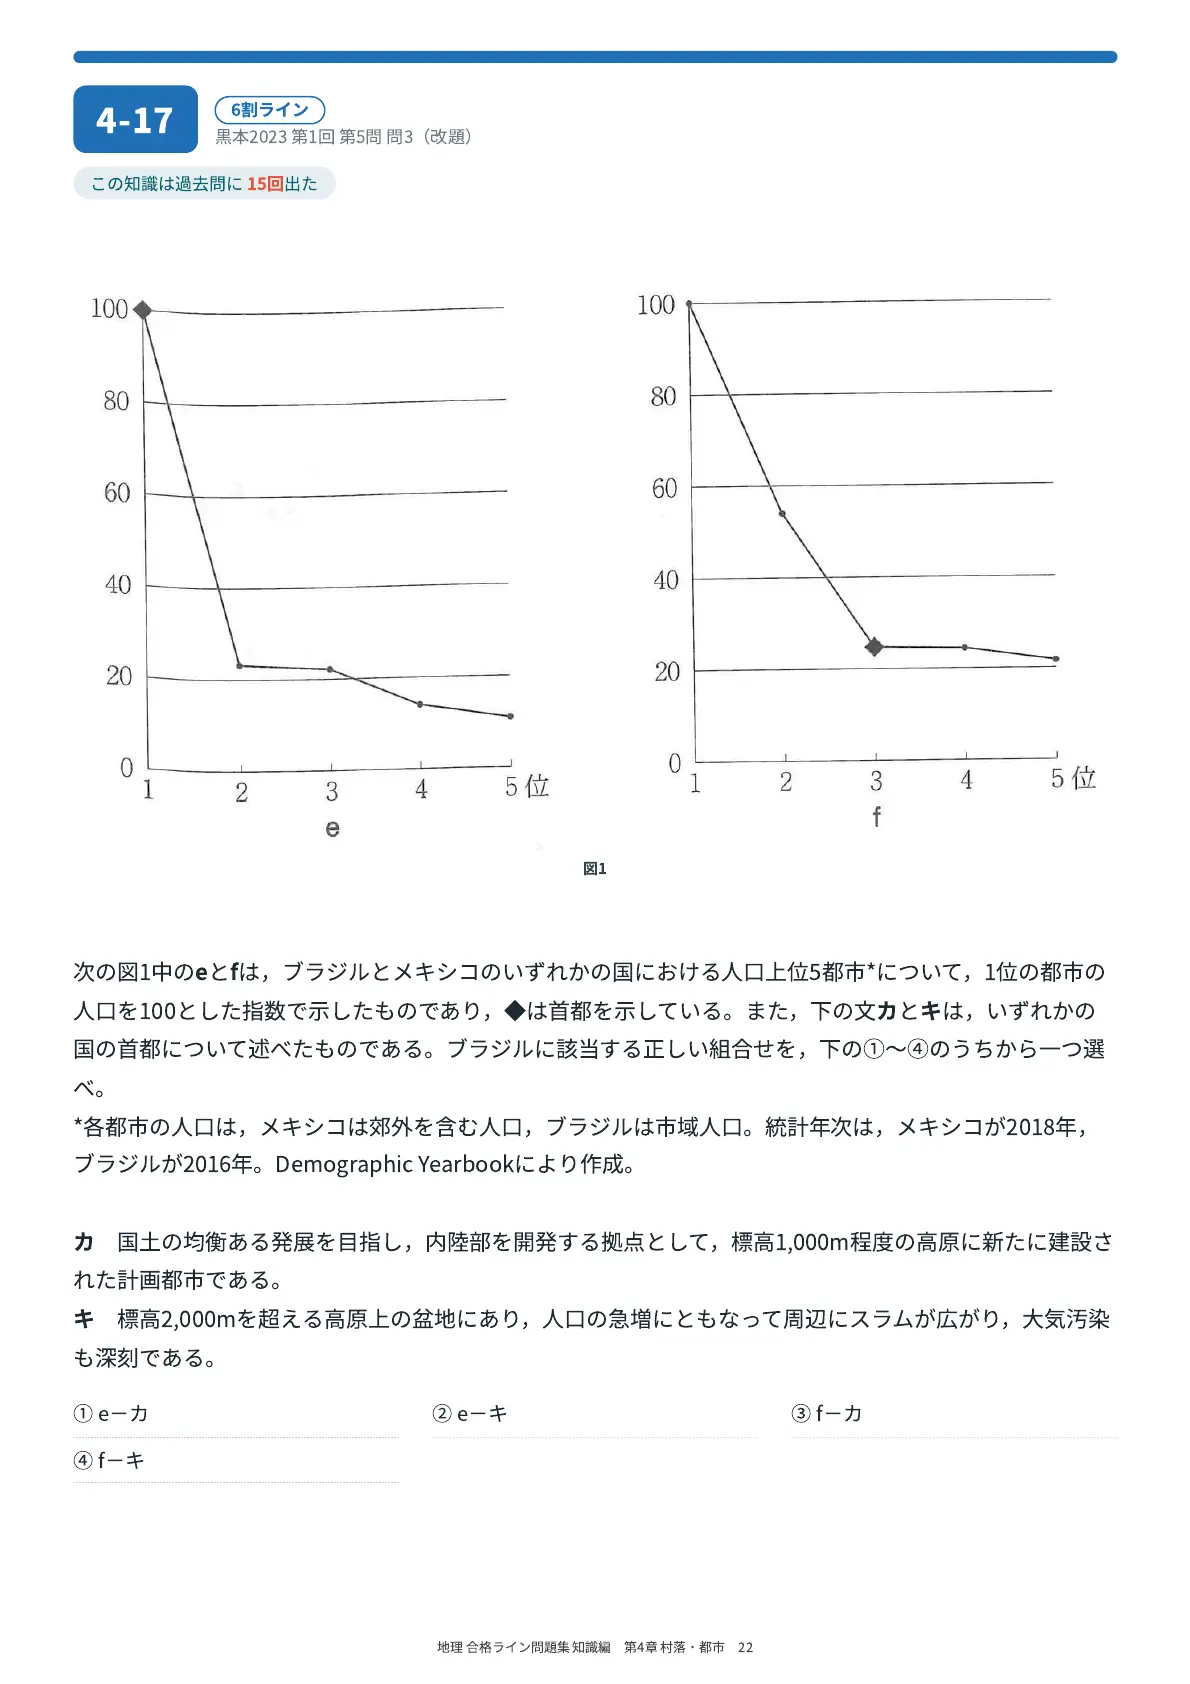 4-17
6割ライン
黒本2023 第1回 第5問 問3（改題）
この知識は過去問に 15回出た
100
80
60
40
20
0
1 2 3 4 5 位
e
100
80
60
40
20
0
1 2 3 4 5 位
f
図1
次の図1中のeとfは，ブラジルとメキシコのいずれかの国における人口上位5都市*について，1位の都市の
人口を100とした指数で示したものであり，◆は首都を示している。また，下の文カとキは，いずれかの
国の首都について述べたものである。ブラジルに該当する正しい組合せを，下の①～④のうちから一つ選
べ。
*各都市の人口は，メキシコは郊外を含む人口，ブラジルは市域人口。統計年次は，メキシコが2018年，
ブラジルが2016年。Demographic Yearbookにより作成。
カ　国土の均衡ある発展を目指し，内陸部を開発する拠点として，標高1,000m程度の高原に新たに建設さ
れた計画都市である。
キ　標高2,000mを超える高原上の盆地にあり，人口の急増にともなって周辺にスラムが広がり，大気汚染
も深刻である。
① eーカ ② eーキ ③ fーカ
④ fーキ
地理 合格ライン問題集 知識編　第4章 村落・都市　22